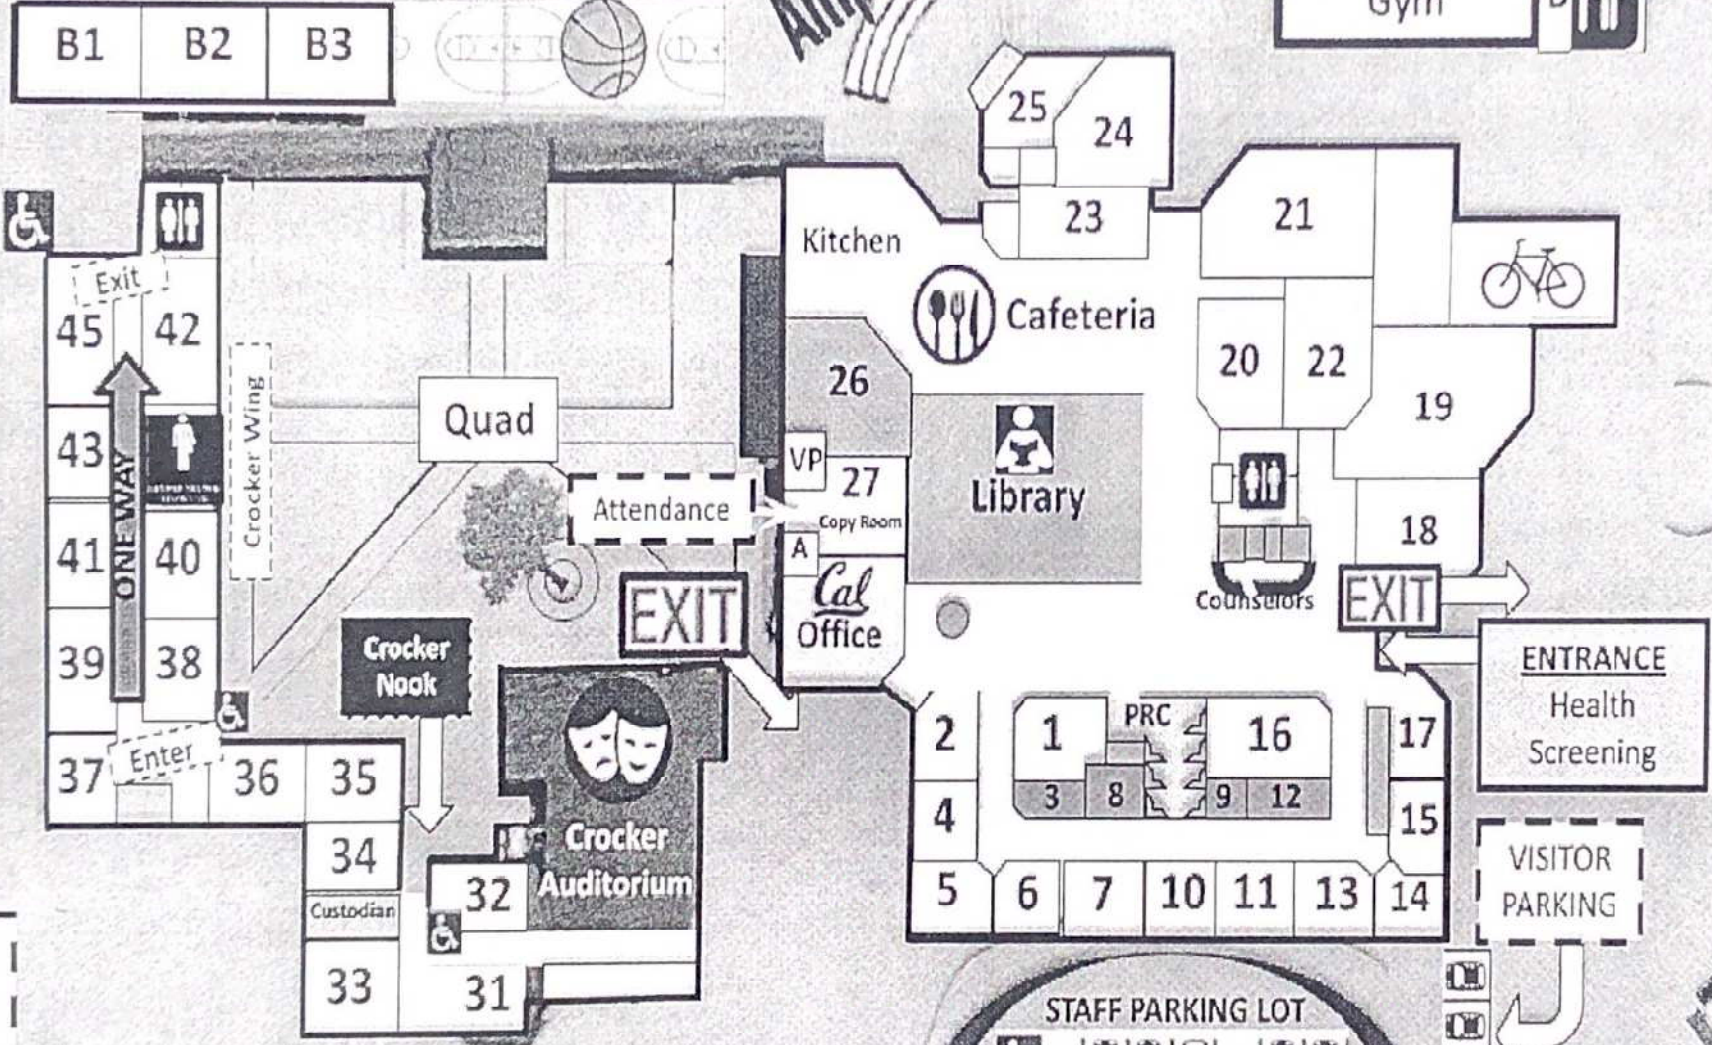 Gym
B1
B2
B3
25
24
23
21
Kitchen
Cafeteria
Exit
45
42
20
22
19
26
Quad
Crocker Wing
43
VP
27
Copy Room
Library
ONE WAY
Attendance
18
41
40
A
Cal
Office
EXIT
Counselors
EXIT
39
38
Crocker
Nook
ENTRANCE
Health
Screening
2
1
PRC
16
17
37
Enter
36
35
3
8
9
12
4
15
34
Crocker
Auditorium
VISITOR
PARKING
32
Custodian
5
6
7
10
11
13
14
33
31
STAFF PARKING LOT